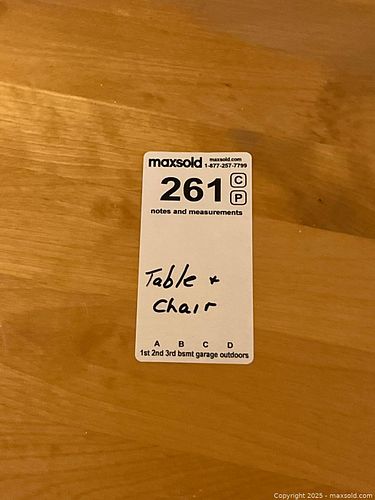 maxsold maxsold.com
1-877-257-7799
261 C
P
notes and measurements
Table +
chair
A B C D
1st 2nd 3rd bsmt garage outdoors
Copyright 2025 - maxsold.com